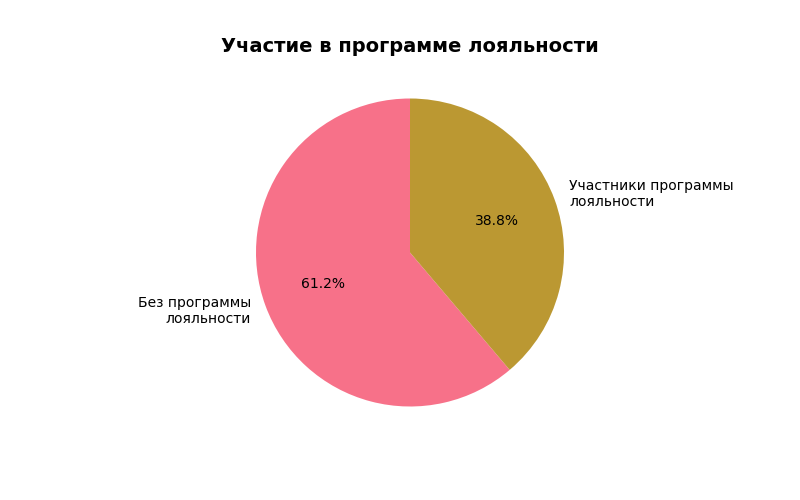 Участие в программе лояльности
Участники программы
лояльности
38.8%
61.2%
Без программы
лояльности